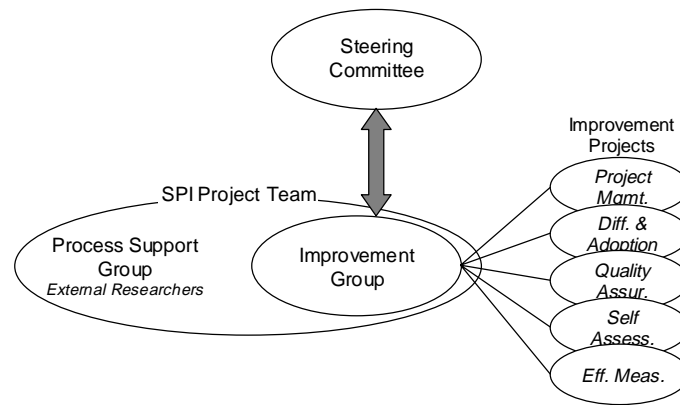 Steering
Committee
Improvement
Projects
SPI Project Team
Process Support
Group
External Researchers
Improvement
Group
Project
Mgmt.
Diff. &
Adoption
Quality
Assur.
Self
Assess.
Eff. Meas.